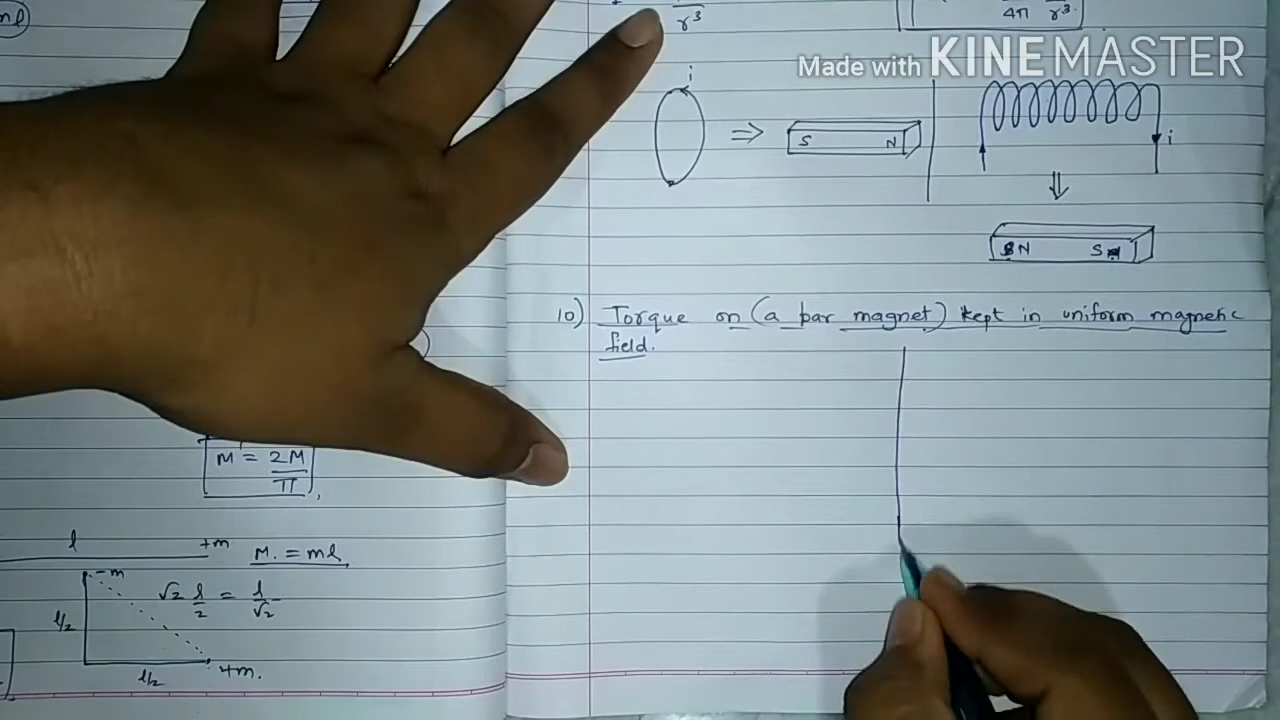 ml
M' = 2M
π
l
+m
M. = ml
-m
√2 l/2 = l/√2
l/2
l/2
+m.
r³
4π r³.
Made with KINEMASTER
i
⇒
S N
i
⇓
N S
10) Torque on (a bar magnet) kept in uniform magnetic
field.